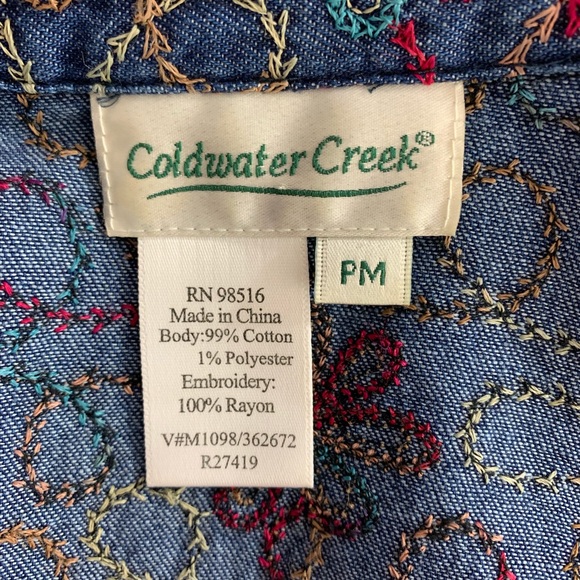 Coldwater Creek®
PM
RN 98516
Made in China
Body:99% Cotton
1% Polyester
Embroidery:
100% Rayon
V#M1098/362672
R27419